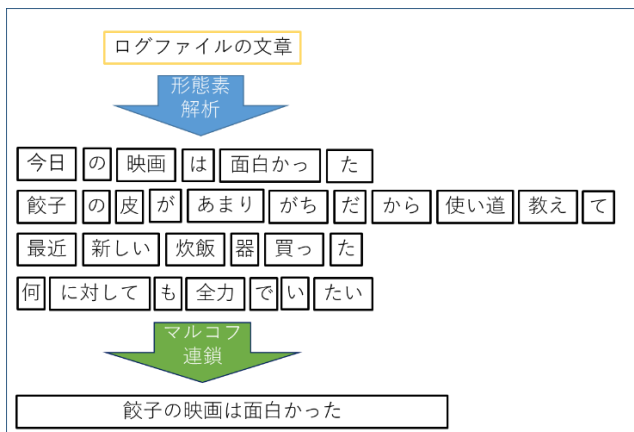 ログファイルの文章
形態素
解析
今日 の 映画 は 面白かっ た
餃子 の 皮 が あまり がち だ から 使い道 教え て
最近 新しい 炊飯 器 買っ た
何 に対して も 全力 で い たい
マルコフ
連鎖
餃子の映画は面白かった